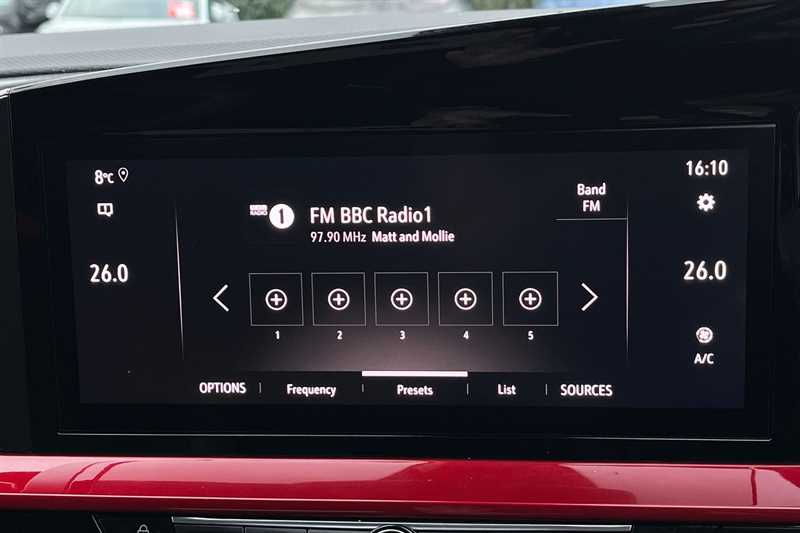 8°C
16:10
1
FM BBC Radio1
97.90 MHz Matt and Mollie
Band
FM
26.0
26.0
1
2
3
4
5
A/C
OPTIONS
Frequency
Presets
List
SOURCES